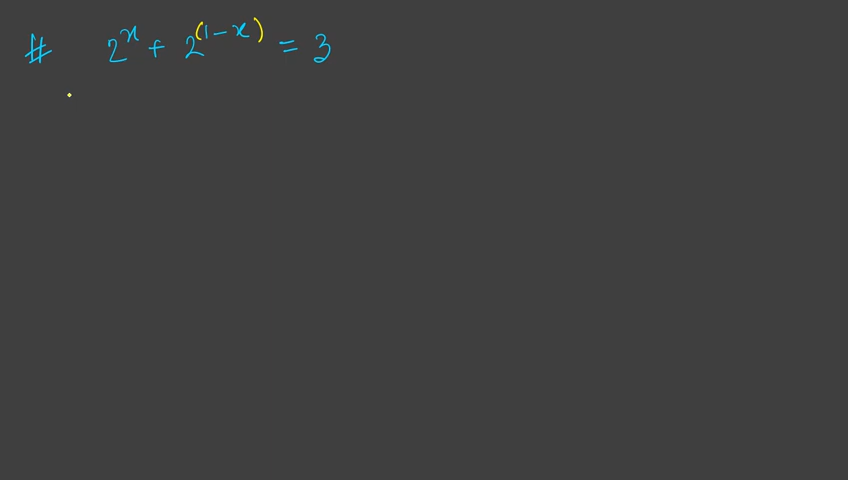 # 2^x + 2^(1-x) = 3